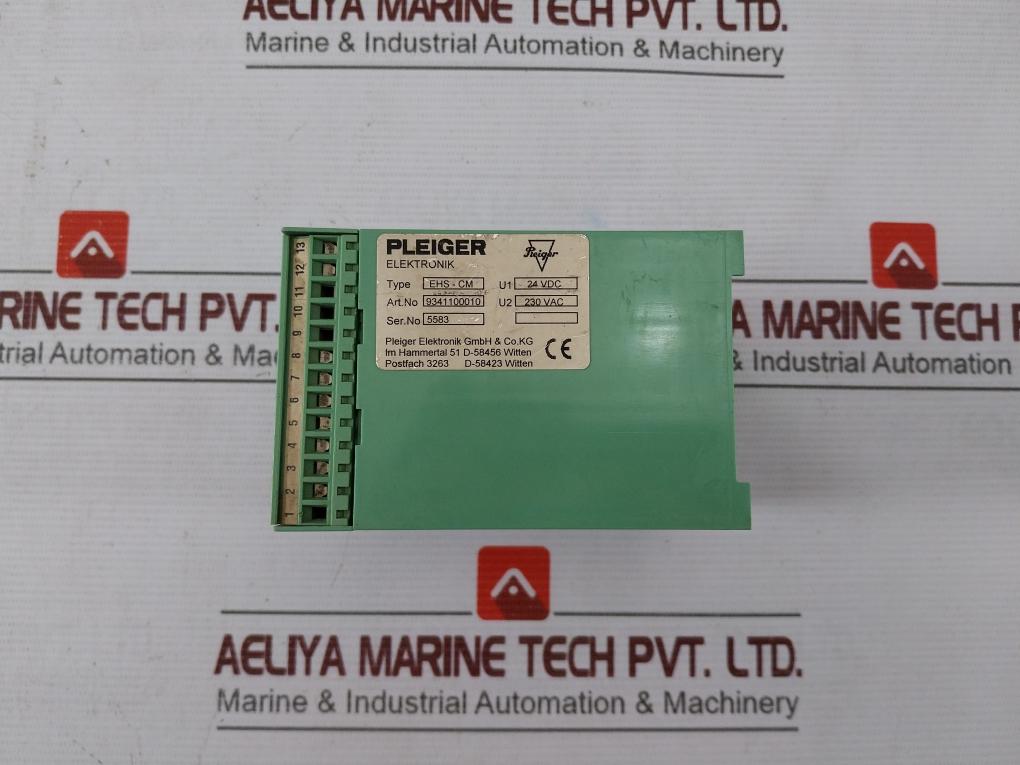 AELIYA MARINE TECH PVT. LTD.
Marine & Industrial Automation & Machinery
ARINE TECH PVT.
trial Automation & Ma
A MARINE TECH PVT.
dustrial Automation &
13
12
11
10
9
8
7
6
5
4
3
2
1
PLEIGER
ELEKTRONIK
Pleiger
Type EHS - CM U1 24 VDC
Art.No 9341100010 U2 230 VAC
Ser.No 5583
Pleiger Elektronik GmbH & Co.KG
Im Hammertal 51 D-58456 Witten
Postfach 3263 D-58423 Witten
CE
AELIYA MARINE TECH PVT. LTD.
Marine & Industrial Automation & Machinery